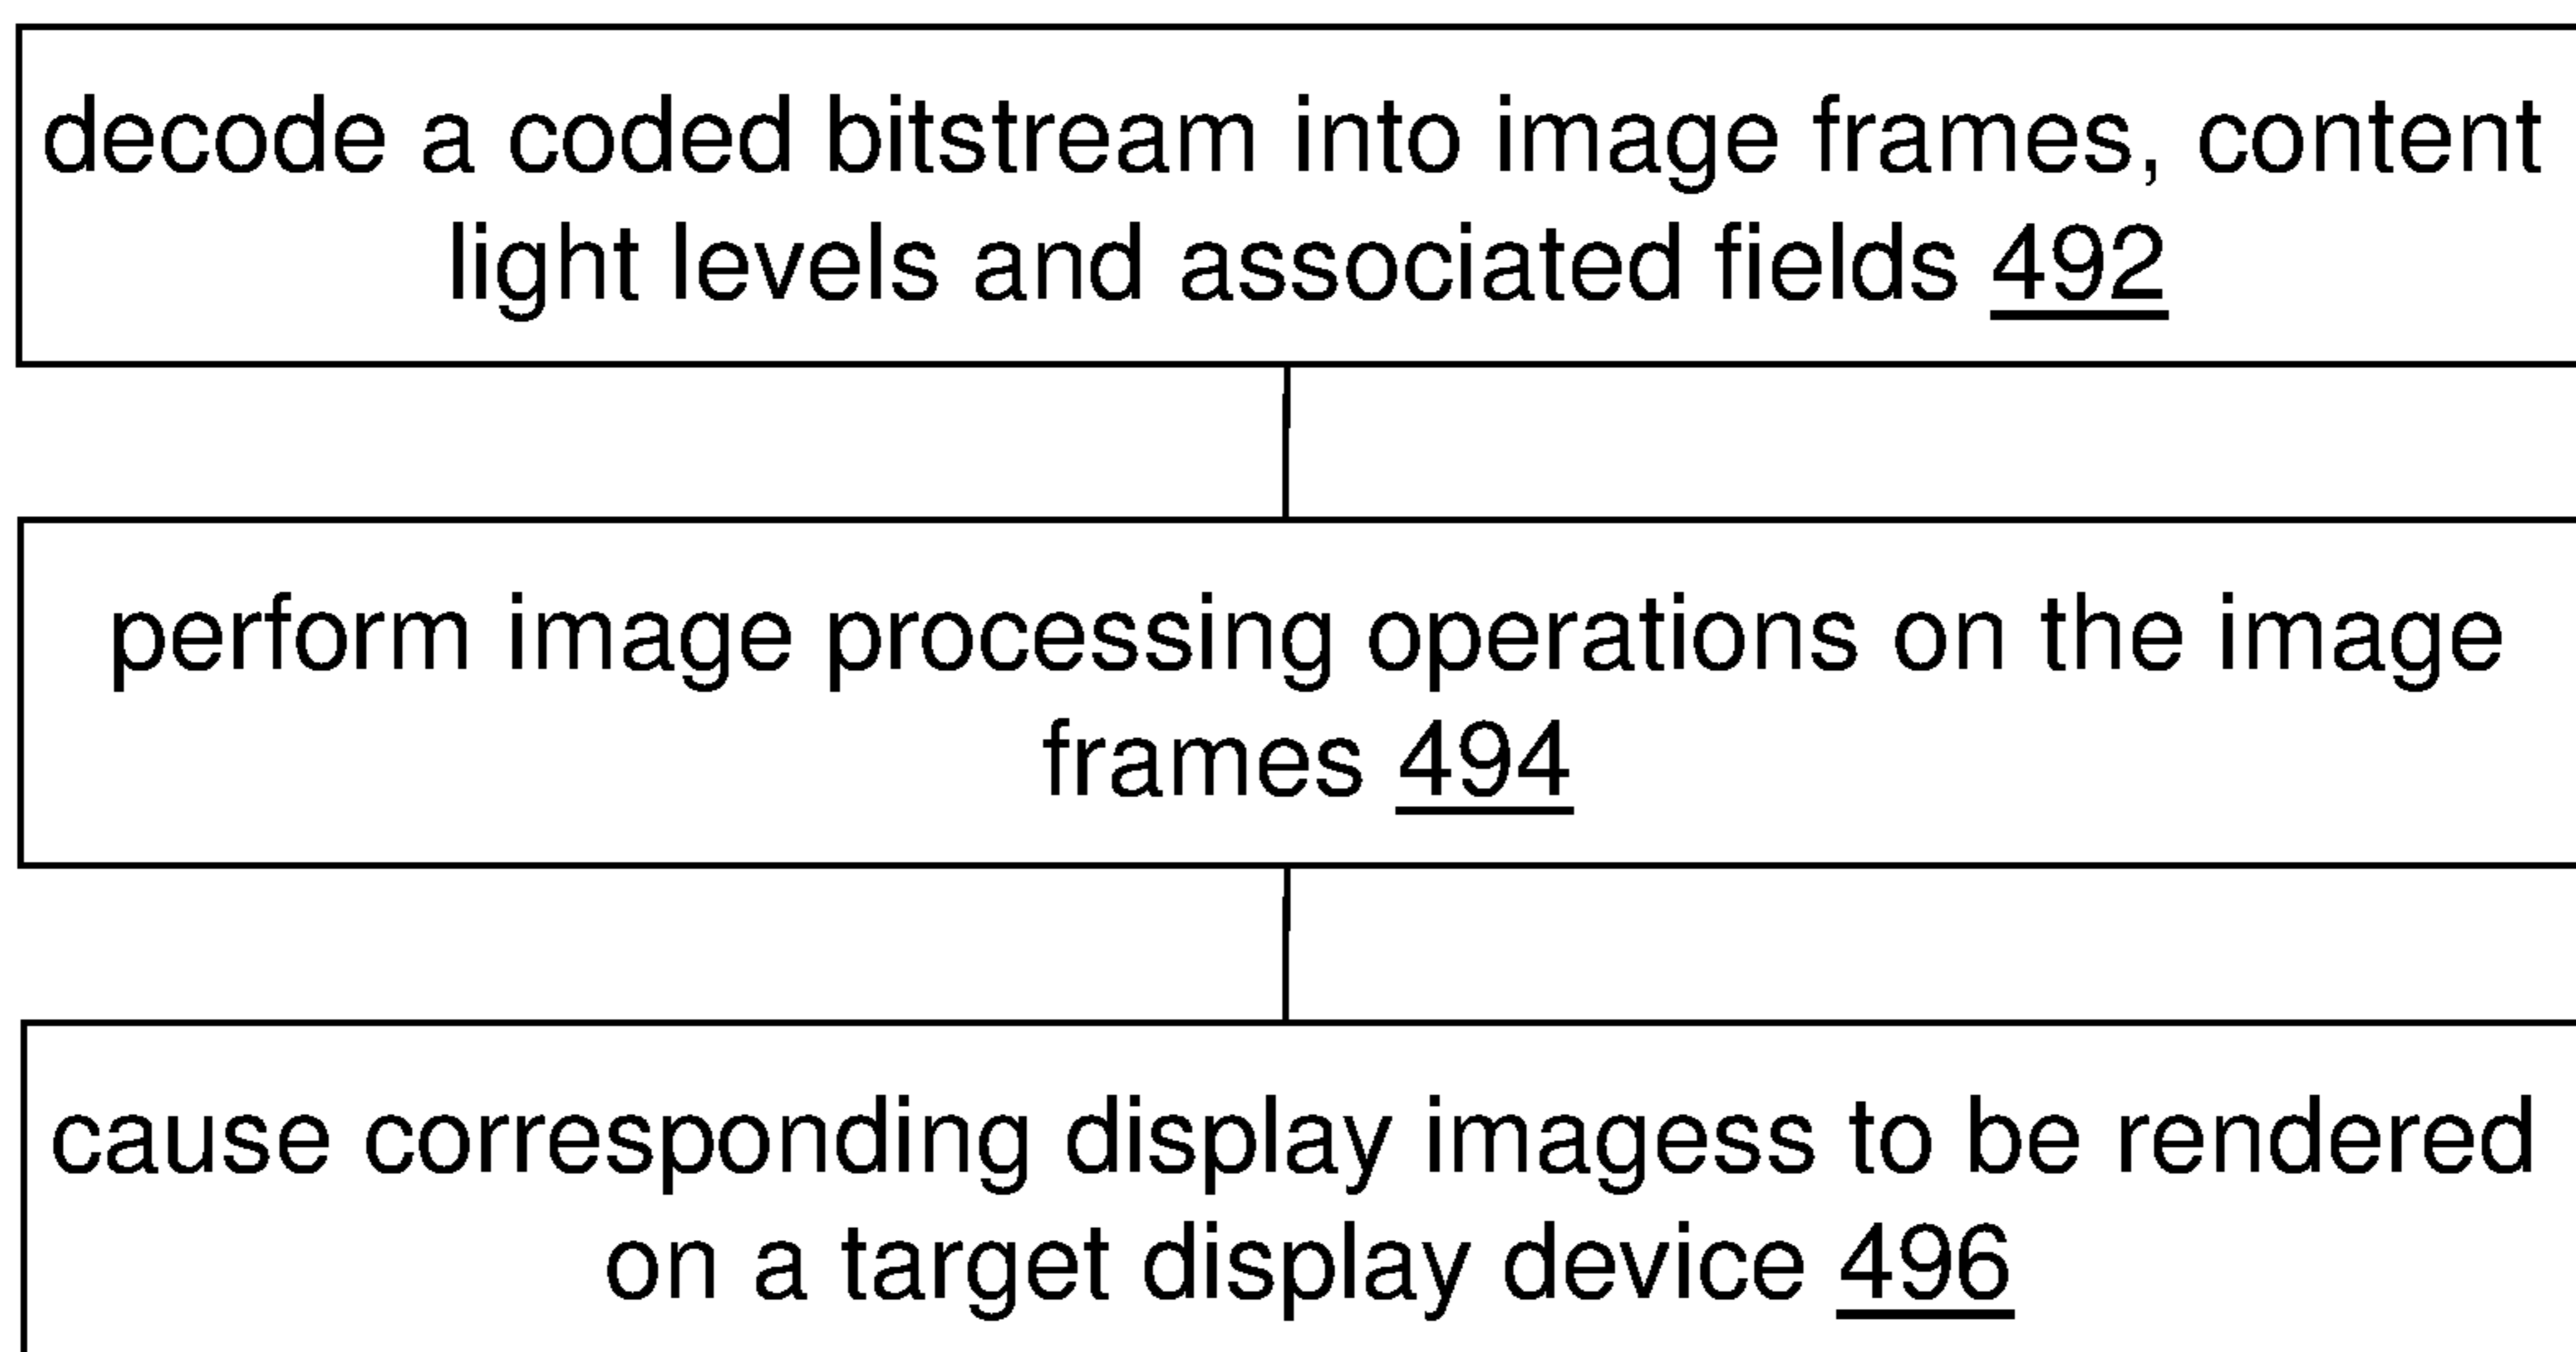 decode a coded bitstream into image frames, content
light levels and associated fields 492
perform image processing operations on the image
frames 494
cause corresponding display imagess to be rendered
on a target display device 496